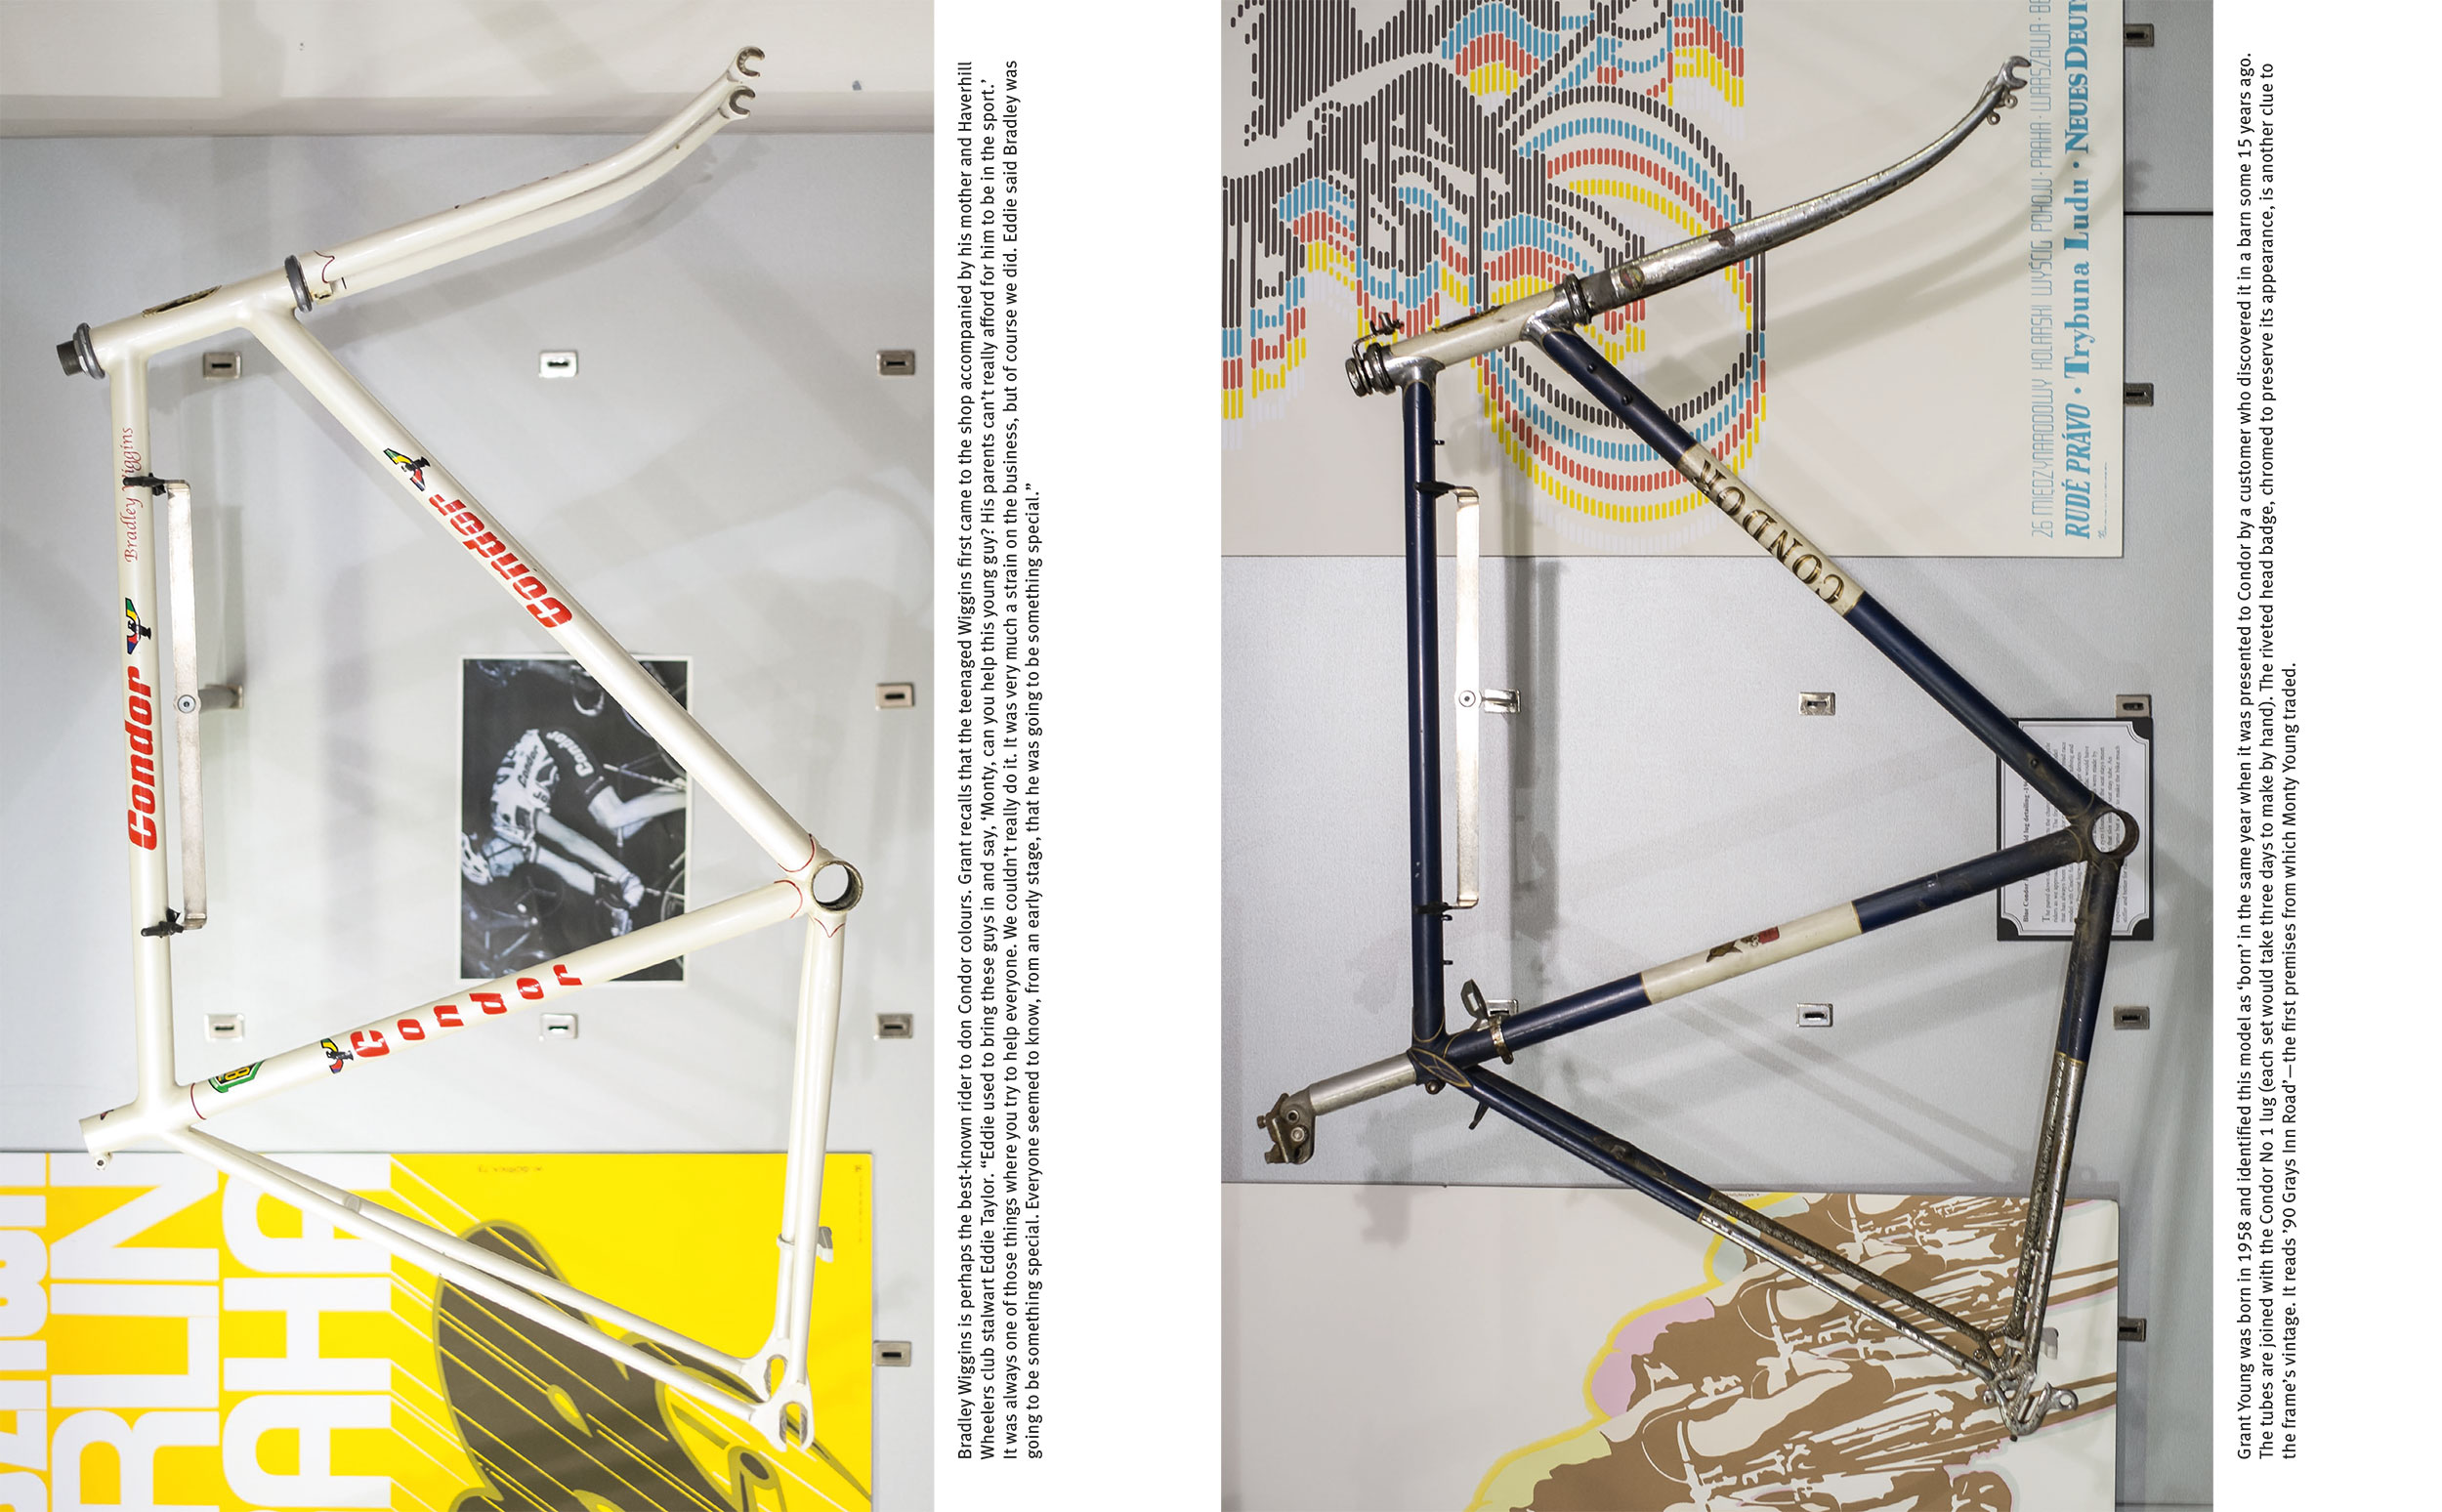 Bradley Wiggins
Condor
Condor
Condor
BERLIN
PRAHA
Bradley Wiggins is perhaps the best-known rider to don Condor colours. Grant recalls that the teenaged Wiggins first came to the shop accompanied by his mother and Haverhill
Wheelers club stalwart Eddie Taylor. “Eddie used to bring these guys in and say, ‘Monty, can you help this young guy? His parents can’t really afford for him to be in the sport.’
It was always one of those things where you try to help everyone. We couldn’t really do it. It was very much a strain on the business, but of course we did. Eddie said Bradley was
going to be something special. Everyone seemed to know, from an early stage, that he was going to be something special.”
26 MIEDZYNARODOWY KOLARSKI WYŚCIG POKOJU · PRAHA · WARSZAWA · BE
RUDÉ PRÁVO · Trybuna Ludu · NEUES DEUT
CONDOR
Grant Young was born in 1958 and identified this model as ‘born’ in the same year when it was presented to Condor by a customer who discovered it in a barn some 15 years ago.
The tubes are joined with the Condor No 1 lug (each set would take three days to make by hand). The riveted head badge, chromed to preserve its appearance, is another clue to
the frame’s vintage. It reads ’90 Grays Inn Road’—the first premises from which Monty Young traded.